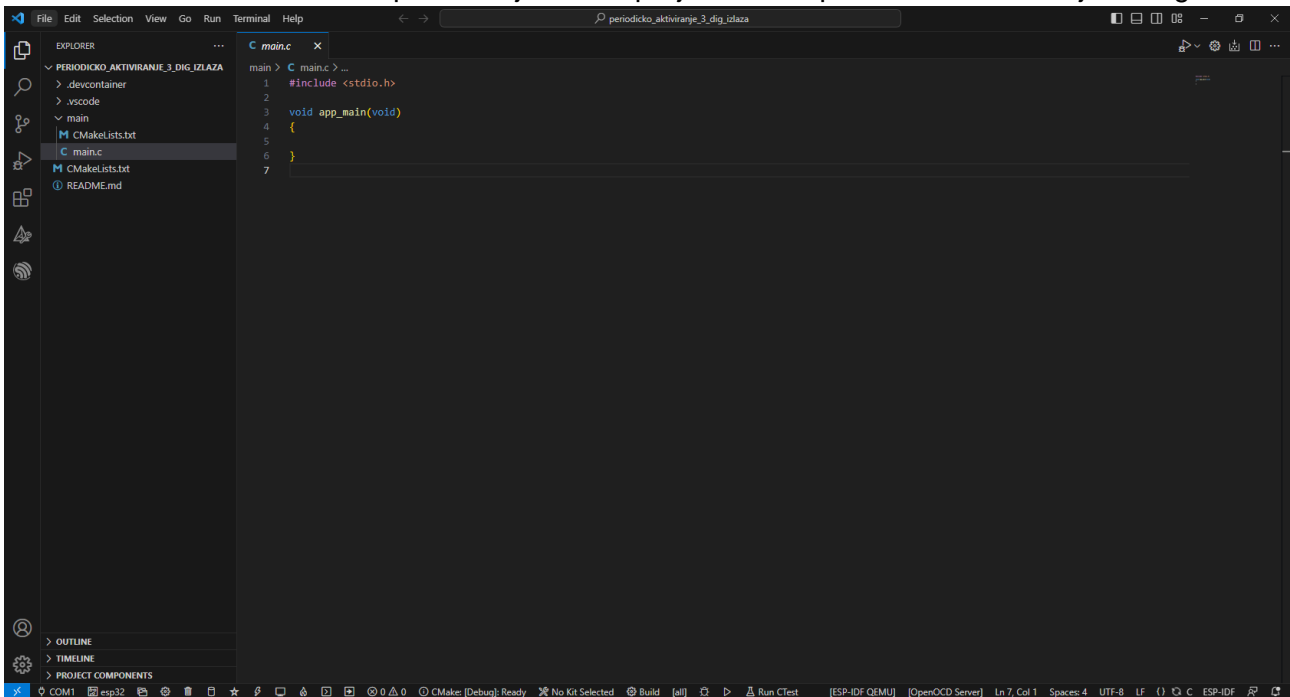 File Edit Selection View Go Run Terminal Help
periodicko_aktiviranje_3_dig_izlaza
EXPLORER
PERIODICKO_AKTIVIRANJE_3_DIG_IZLAZA
.devcontainer
.vscode
main
M CMakeLists.txt
C main.c
M CMakeLists.txt
README.md
OUTLINE
TIMELINE
PROJECT COMPONENTS
C main.c
main > C main.c > ...
1 #include <stdio.h>
2
3 void app_main(void)
4 {
5
6 }
7
COM1 esp32 0 0 CMake: [Debug]: Ready No Kit Selected Build [all] Run CTest [ESP-IDF QEMU] [OpenOCD Server] Ln 7, Col 1 Spaces: 4 UTF-8 LF {} C ESP-IDF